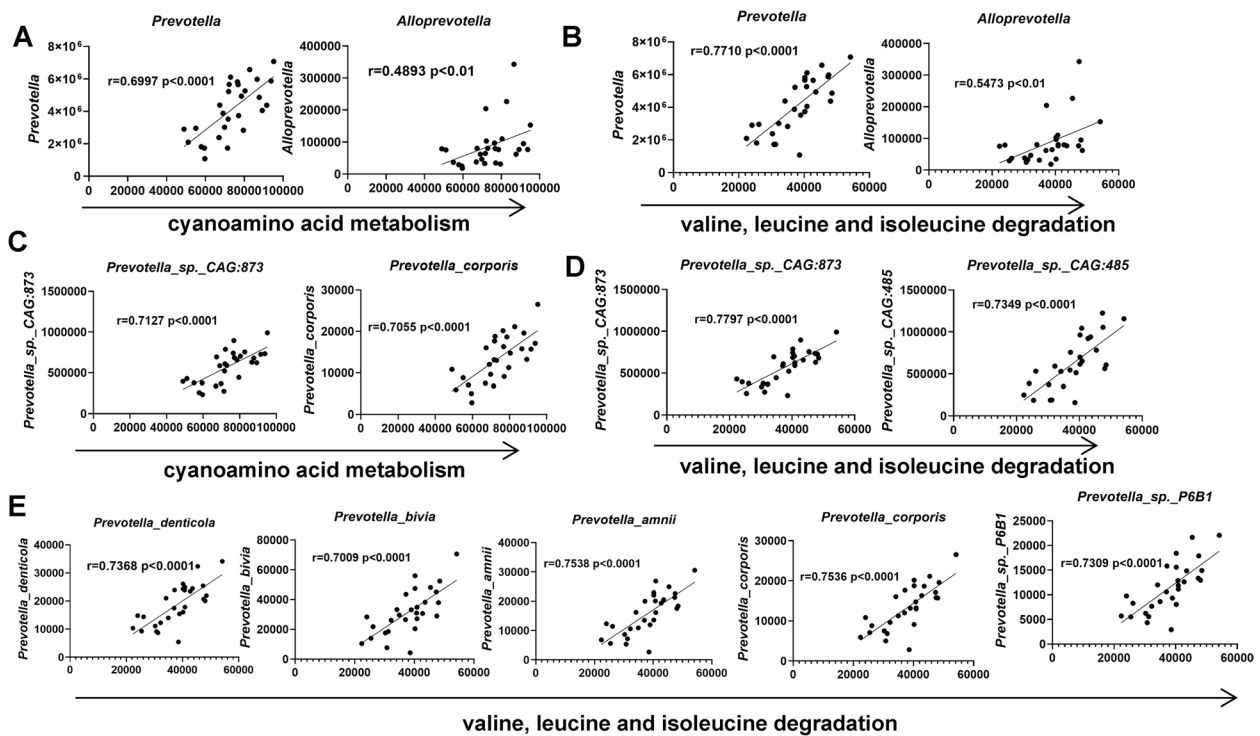 A
Prevotella
Prevotella
8×10⁶
6×10⁶
4×10⁶
2×10⁶
0
r=0.6997 p<0.0001
0 20000 40000 60000 80000 100000
Alloprevotella
Alloprevotella
400000
300000
200000
100000
0
r=0.4893 p<0.01
0 20000 40000 60000 80000 100000
cyanoamino acid metabolism
B
Prevotella
Prevotella
8×10⁶
6×10⁶
4×10⁶
2×10⁶
0
r=0.7710 p<0.0001
0 20000 40000 60000
Alloprevotella
Alloprevotella
400000
300000
200000
100000
0
r=0.5473 p<0.01
0 20000 40000 60000
valine, leucine and isoleucine degradation
C
Prevotella_sp._CAG:873
Prevotella_sp._CAG:873
1500000
1000000
500000
0
r=0.7127 p<0.0001
0 20000 40000 60000 80000 100000
Prevotella_corporis
Prevotella_corporis
30000
20000
10000
0
r=0.7055 p<0.0001
0 20000 40000 60000 80000 100000
cyanoamino acid metabolism
D
Prevotella_sp._CAG:873
Prevotella_sp._CAG:873
1500000
1000000
500000
0
r=0.7797 p<0.0001
0 20000 40000 60000
Prevotella_sp._CAG:485
Prevotella_sp._CAG:485
1500000
1000000
500000
0
r=0.7349 p<0.0001
0 20000 40000 60000
valine, leucine and isoleucine degradation
E
Prevotella_denticola
Prevotella_denticola
40000
30000
20000
10000
0
r=0.7368 p<0.0001
0 20000 40000 60000
Prevotella_bivia
Prevotella_bivia
80000
60000
40000
20000
0
r=0.7009 p<0.0001
0 20000 40000 60000
Prevotella_amnii
Prevotella_amnii
40000
30000
20000
10000
0
r=0.7538 p<0.0001
0 20000 40000 60000
Prevotella_corporis
Prevotella_corporis
30000
20000
10000
0
r=0.7536 p<0.0001
0 20000 40000 60000
Prevotella_sp._P6B1
Prevotella_sp._P6B1
25000
20000
15000
10000
5000
0
r=0.7309 p<0.0001
0 20000 40000 60000
valine, leucine and isoleucine degradation